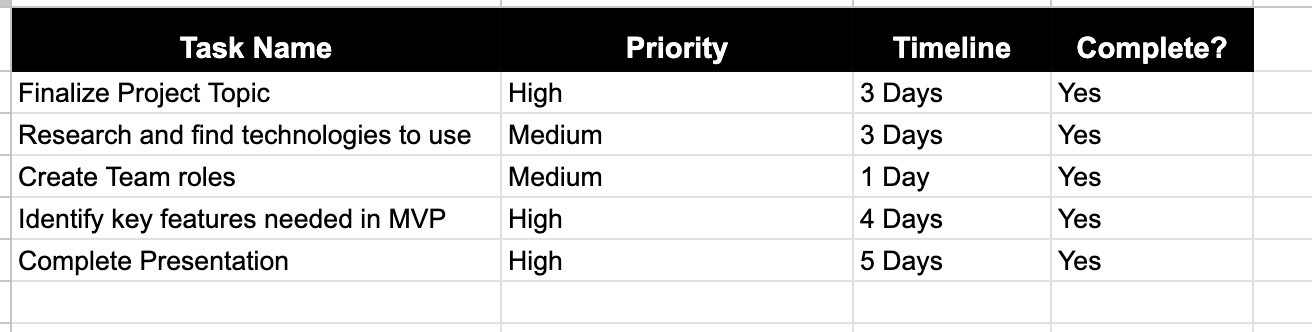 Task Name Priority Timeline Complete?
Finalize Project Topic High 3 Days Yes
Research and find technologies to use Medium 3 Days Yes
Create Team roles Medium 1 Day Yes
Identify key features needed in MVP High 4 Days Yes
Complete Presentation High 5 Days Yes